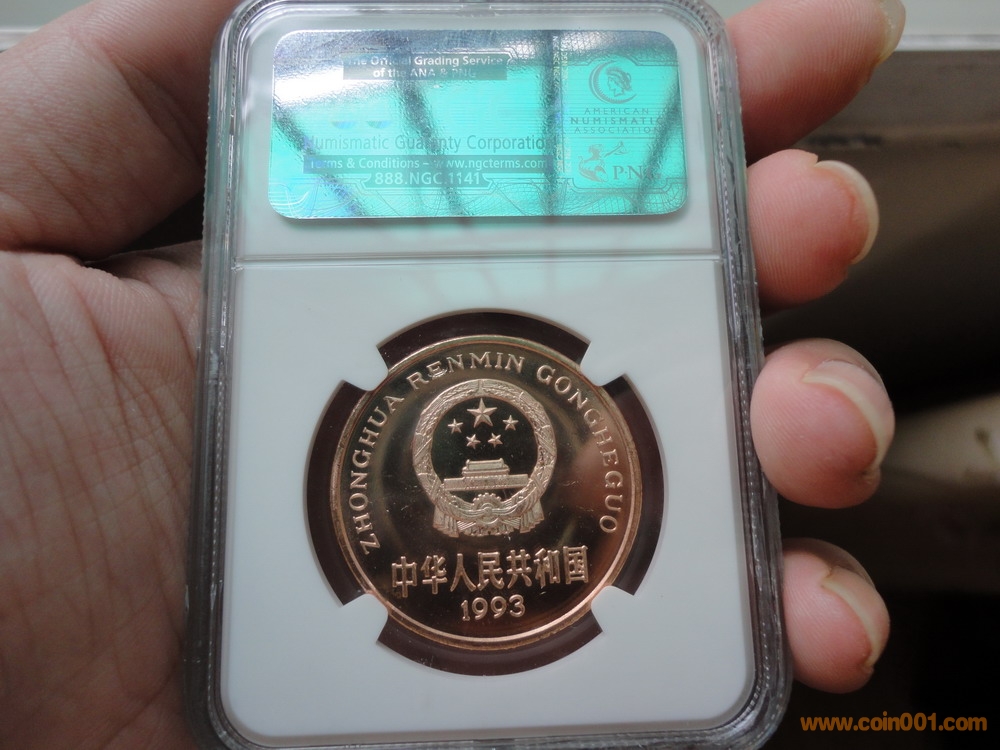 The Official Grading Service
of the ANA & PNG
AMERICAN
NUMISMATIC
ASSOCIATION
Numismatic Guaranty Corporation
Terms & Conditions – www.ngcterms.com
888.NGC.1141
PNG
ZHONGHUA RENMIN GONGHEGUO
中华人民共和国
1993
www.coin001.com